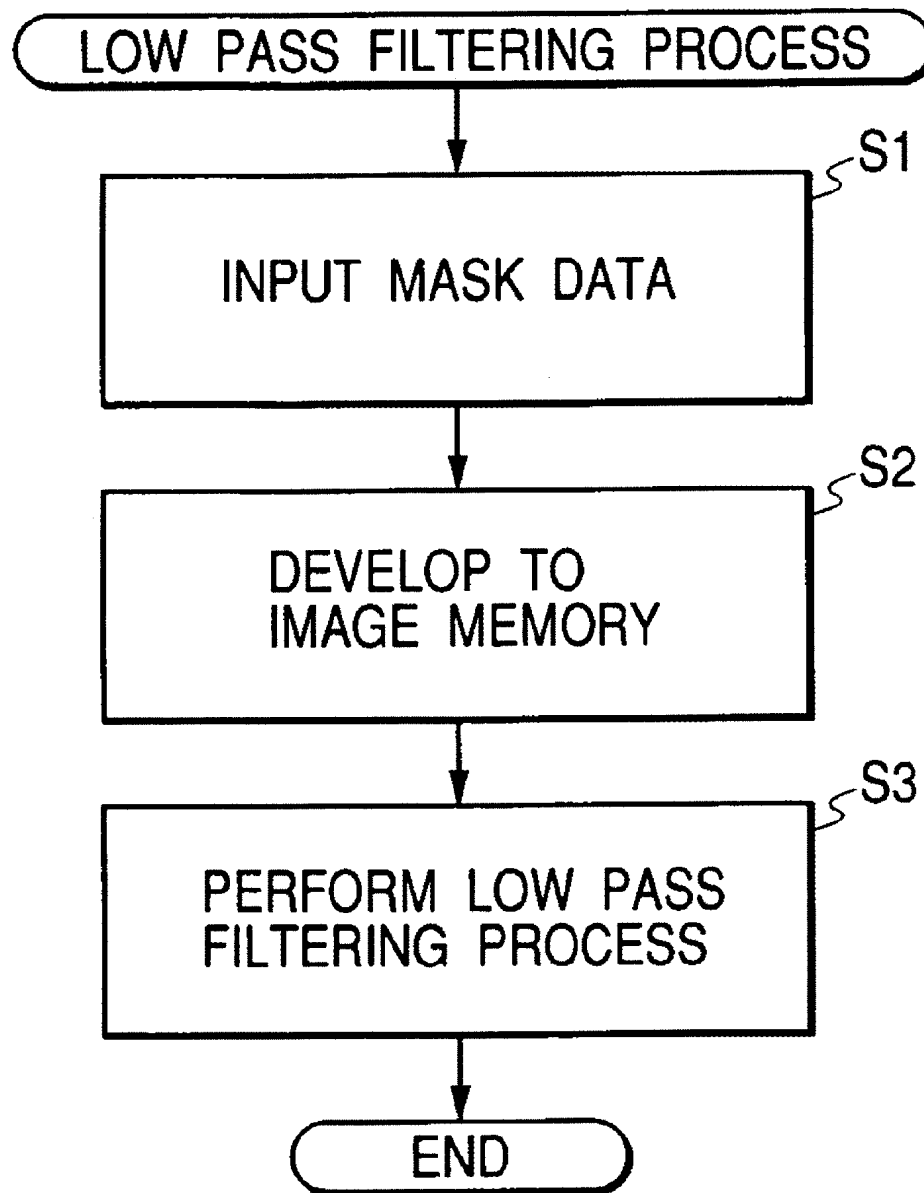 LOW PASS FILTERING PROCESS
S1
INPUT MASK DATA
S2
DEVELOP TO
IMAGE MEMORY
S3
PERFORM LOW PASS
FILTERING PROCESS
END